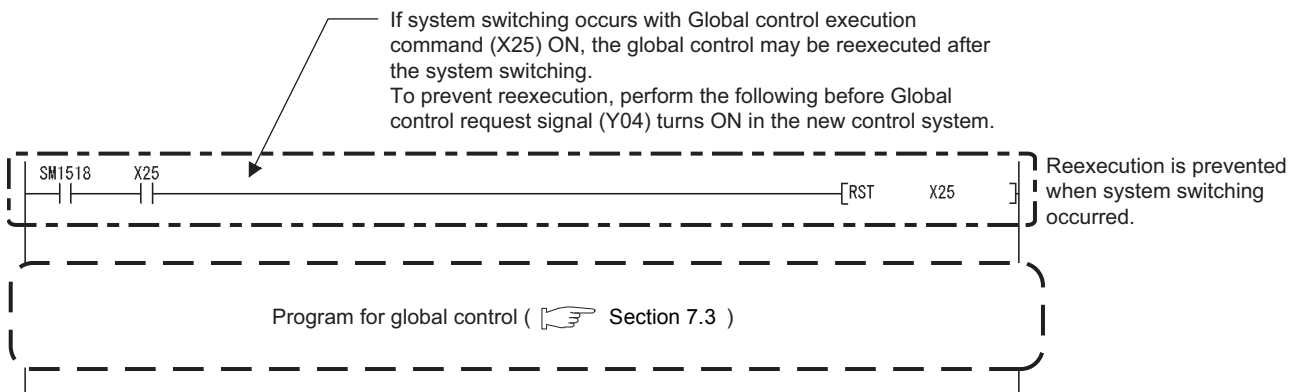 If system switching occurs with Global control execution
command (X25) ON, the global control may be reexecuted after
the system switching.
To prevent reexecution, perform the following before Global
control request signal (Y04) turns ON in the new control system.
SM1518 X25
[RST X25 ]
Reexecution is prevented
when system switching
occurred.
Program for global control ( Section 7.3 )